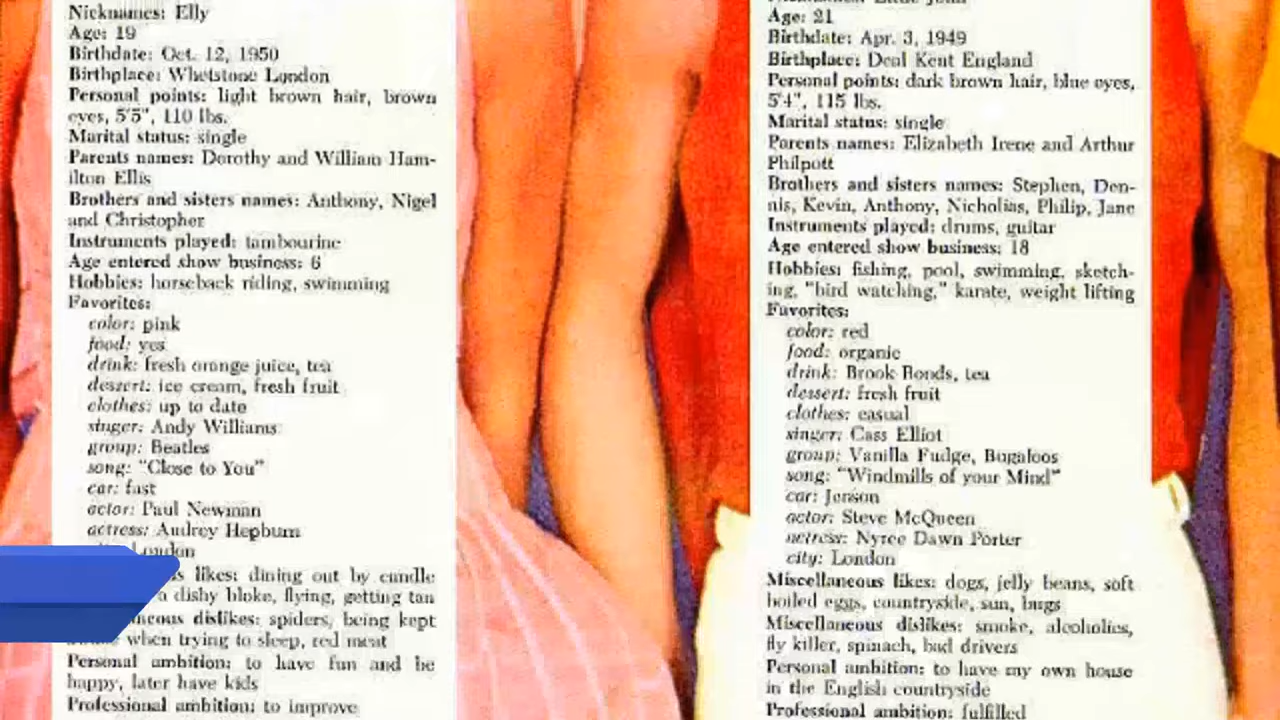 Nicknames: Elly
Age: 19
Birthdate: Oct. 12, 1950
Birthplace: Whetstone London
Personal points: light brown hair, brown
eyes, 5'5", 110 lbs.
Marital status: single
Parents names: Dorothy and William Ham-
ilton Ellis
Brothers and sisters names: Anthony, Nigel
and Christopher
Instruments played: tambourine
Age entered show business: 6
Hobbies: horseback riding, swimming
Favorites:
color: pink
food: yes
drink: fresh orange juice, tea
dessert: ice cream, fresh fruit
clothes: up to date
singer: Andy Williams
group: Beatles
song: "Close to You"
car: fast
actor: Paul Newman
actress: Audrey Hepburn
London
likes: dining out by candle
a dishy bloke, flying, getting tan
dislikes: spiders, being kept
when trying to sleep, red meat
Personal ambition: to have fun and be
happy, later have kids
Professional ambition: to improve
Age: 21
Birthdate: Apr. 3, 1949
Birthplace: Deal Kent England
Personal points: dark brown hair, blue eyes,
5'4", 115 lbs.
Marital status: single
Parents names: Elizabeth Irene and Arthur
Philpott
Brothers and sisters names: Stephen, Den-
nis, Kevin, Anthony, Nicholias, Philip, Jane
Instruments played: drums, guitar
Age entered show business: 18
Hobbies: fishing, pool, swimming, sketch-
ing, "bird watching," karate, weight lifting
Favorites:
color: red
food: organic
drink: Brook Bonds, tea
dessert: fresh fruit
clothes: casual
singer: Cass Elliot
group: Vanilla Fudge, Bugaloos
song: "Windmills of your Mind"
car: Jenson
actor: Steve McQueen
actress: Nyree Dawn Porter
city: London
Miscellaneous likes: dogs, jelly beans, soft
boiled eggs, countryside, sun, bugs
Miscellaneous dislikes: smoke, alcoholics,
fly killer, spinach, bad drivers
Personal ambition: to have my own house
in the English countryside
Professional ambition: fulfilled